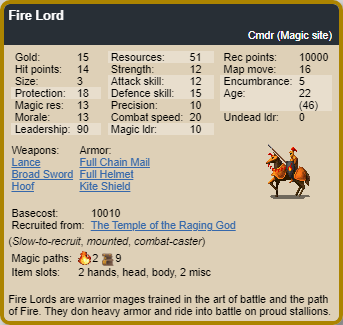 Fire Lord
Cmdr (Magic site)
Gold: 15 Resources: 51 Rec points: 10000
Hit points: 14 Strength: 12 Map move: 16
Size: 3 Attack skill: 12 Encumbrance: 5
Protection: 18 Defence skill: 15 Age: 22
Magic res: 13 Precision: 10 (46)
Morale: 13 Combat speed: 20 Undead ldr: 0
Leadership: 90 Magic ldr: 10
Weapons: Armor:
Lance Full Chain Mail
Broad Sword Full Helmet
Hoof Kite Shield
Basecost: 10010
Recruited from: The Temple of the Raging God
(Slow-to-recruit, mounted, combat-caster)
Magic paths: 2 9
Item slots: 2 hands, head, body, 2 misc
Fire Lords are warrior mages trained in the art of battle and the path
of Fire. They don heavy armor and ride into battle on proud stallions.